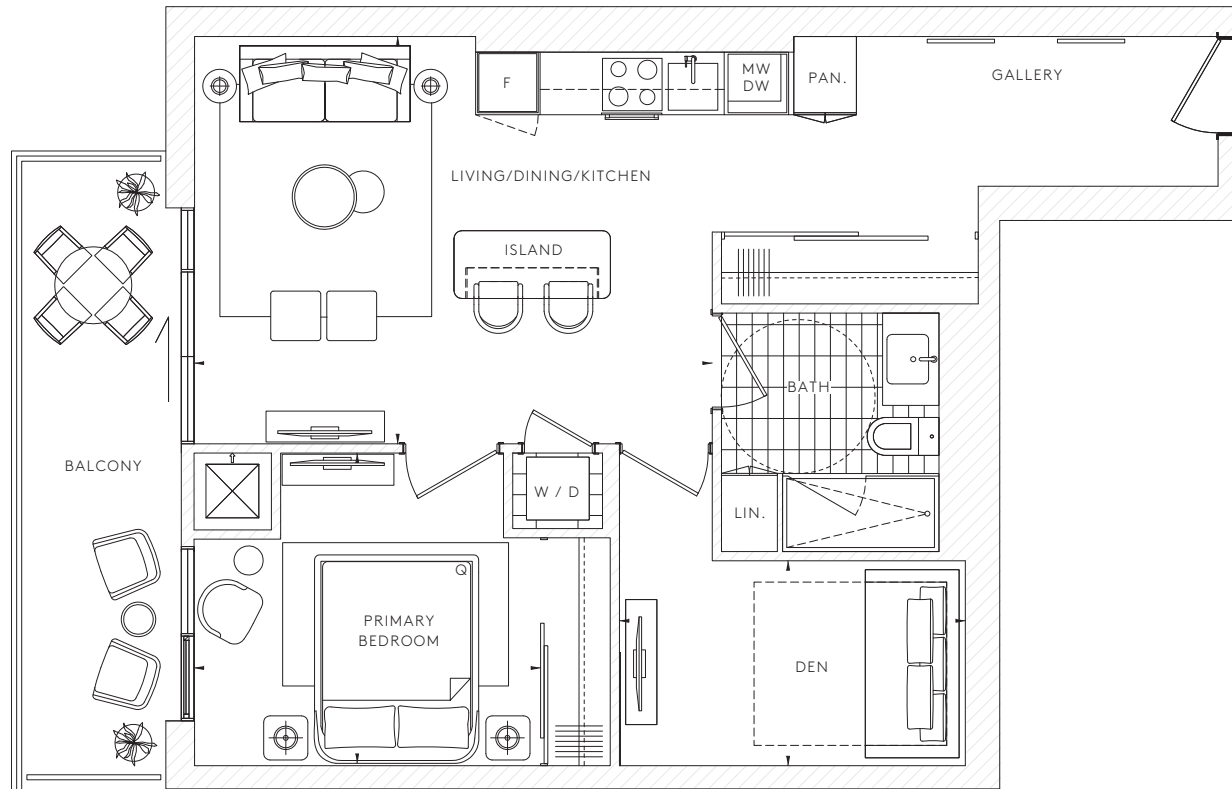 MW
DW
F
PAN.
GALLERY
LIVING/DINING/KITCHEN
ISLAND
BATH
BALCONY
W / D
LIN.
Q
PRIMARY
BEDROOM
DEN